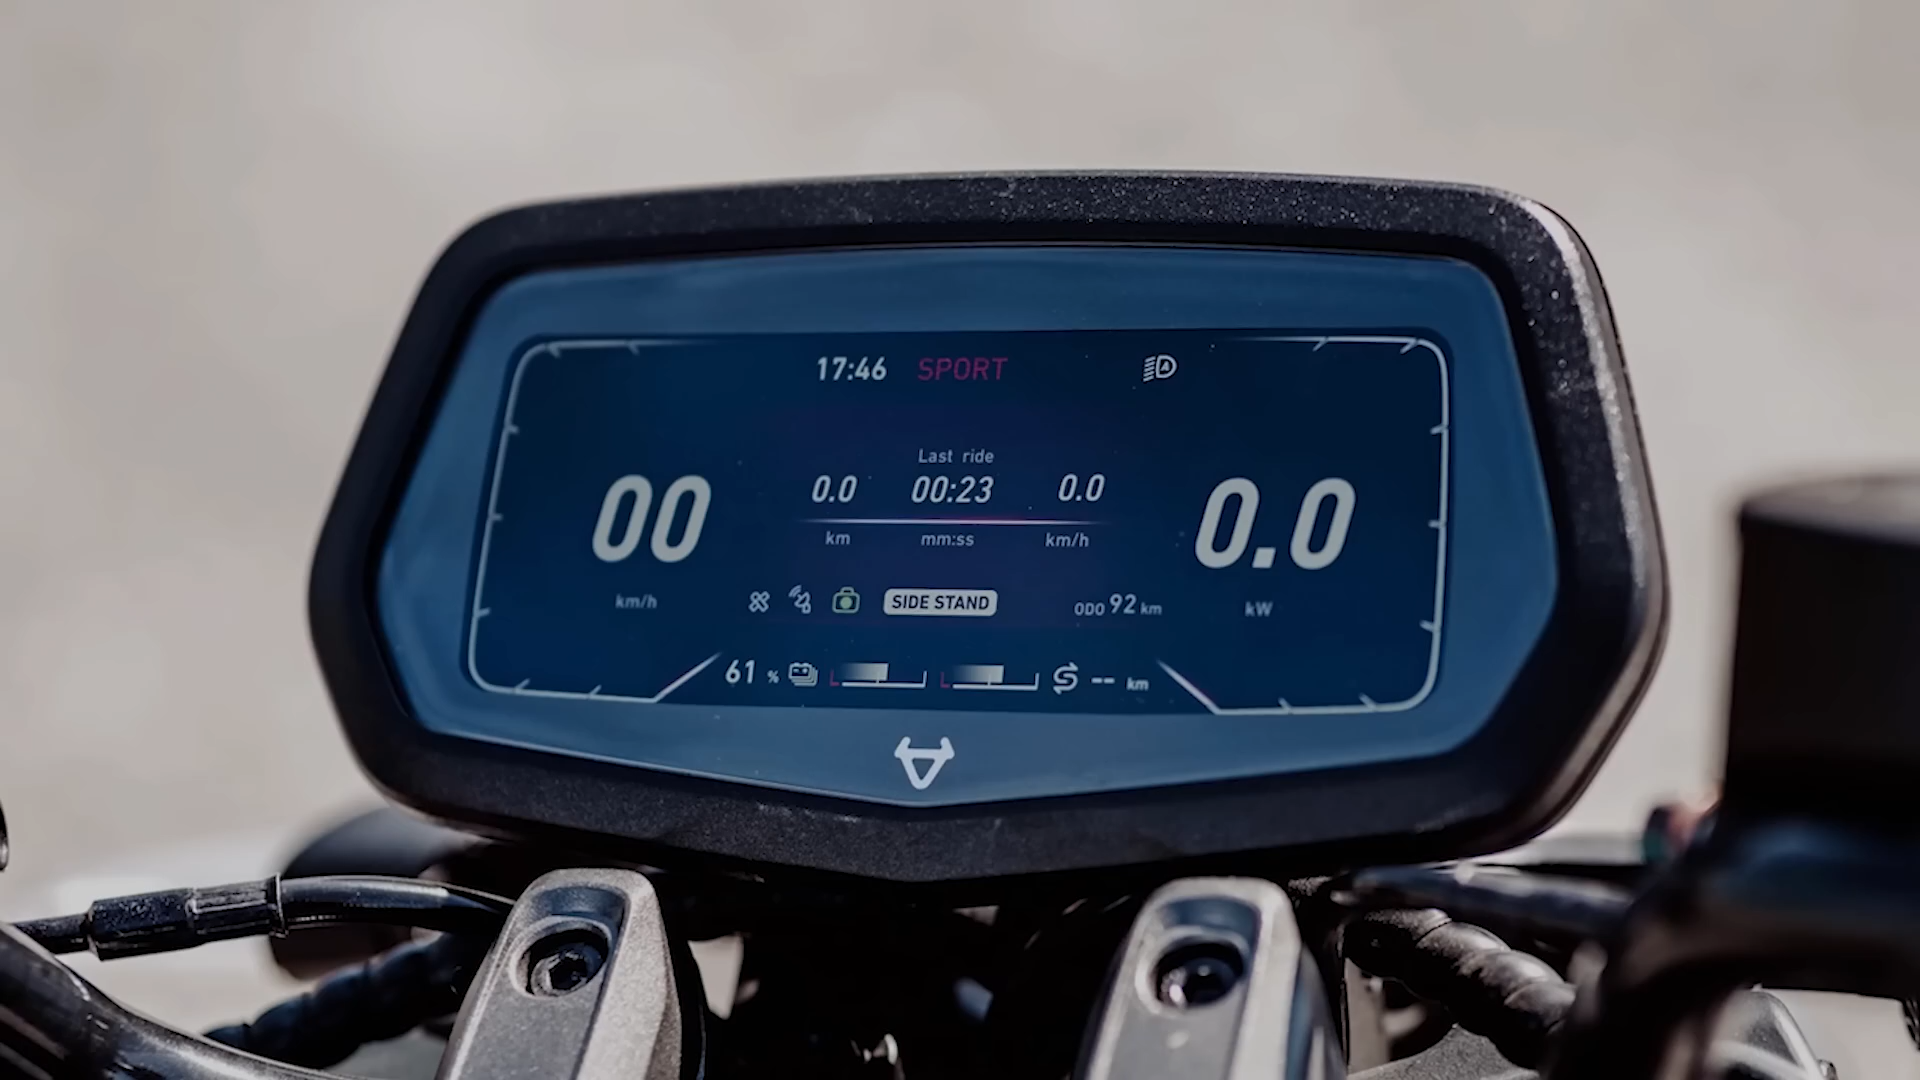 17:46 SPORT
Last ride
0.0 00:23 0.0
km mm:ss km/h
00
km/h
0.0
kW
SIDE STAND ODO 92 km
61 % L L -- km